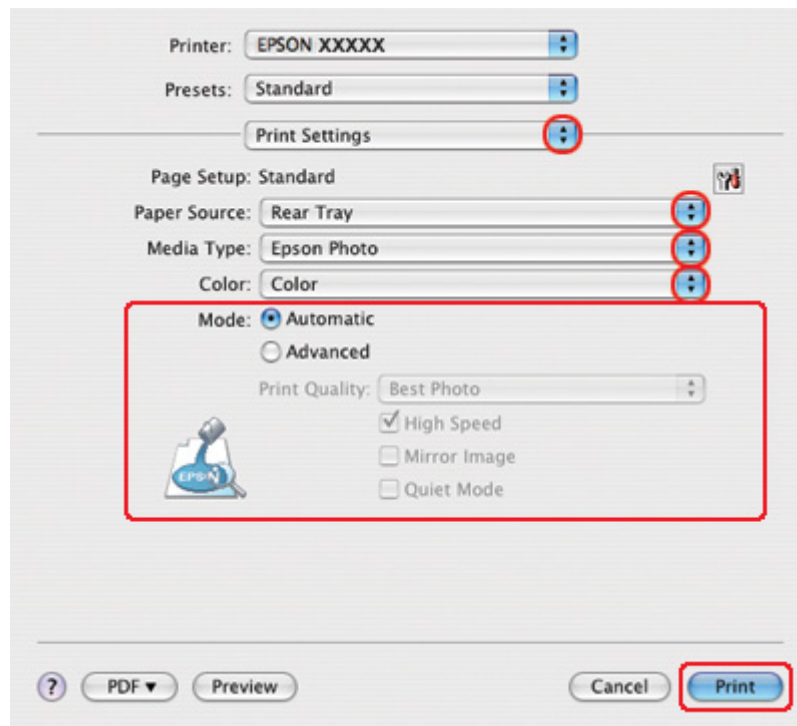 Printer: EPSON XXXXX
Presets: Standard
Print Settings
Page Setup: Standard
Paper Source: Rear Tray
Media Type: Epson Photo
Color: Color
Mode: Automatic
Advanced
Print Quality: Best Photo
High Speed
Mirror Image
EPSON
Quiet Mode
? PDF Preview Cancel Print